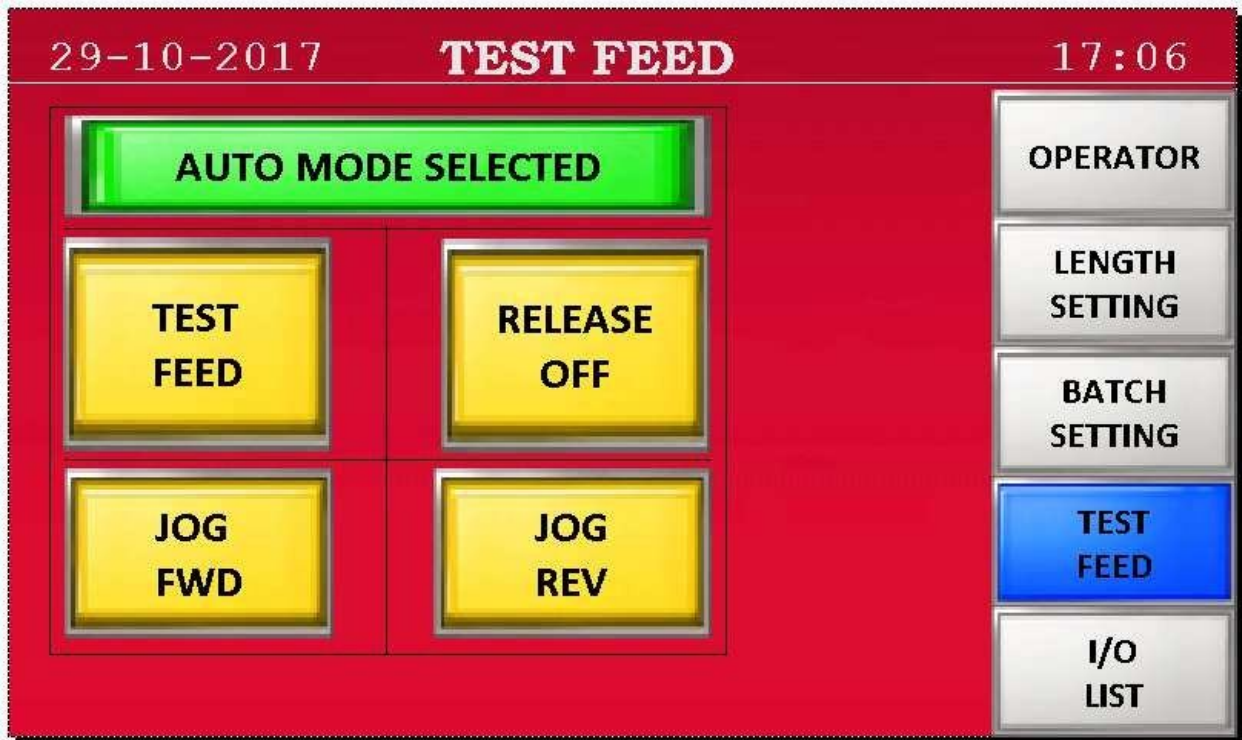 29-10-2017 TEST FEED 17:06
AUTO MODE SELECTED
TEST
FEED
RELEASE
OFF
JOG
FWD
JOG
REV
OPERATOR
LENGTH
SETTING
BATCH
SETTING
TEST
FEED
I/O
LIST